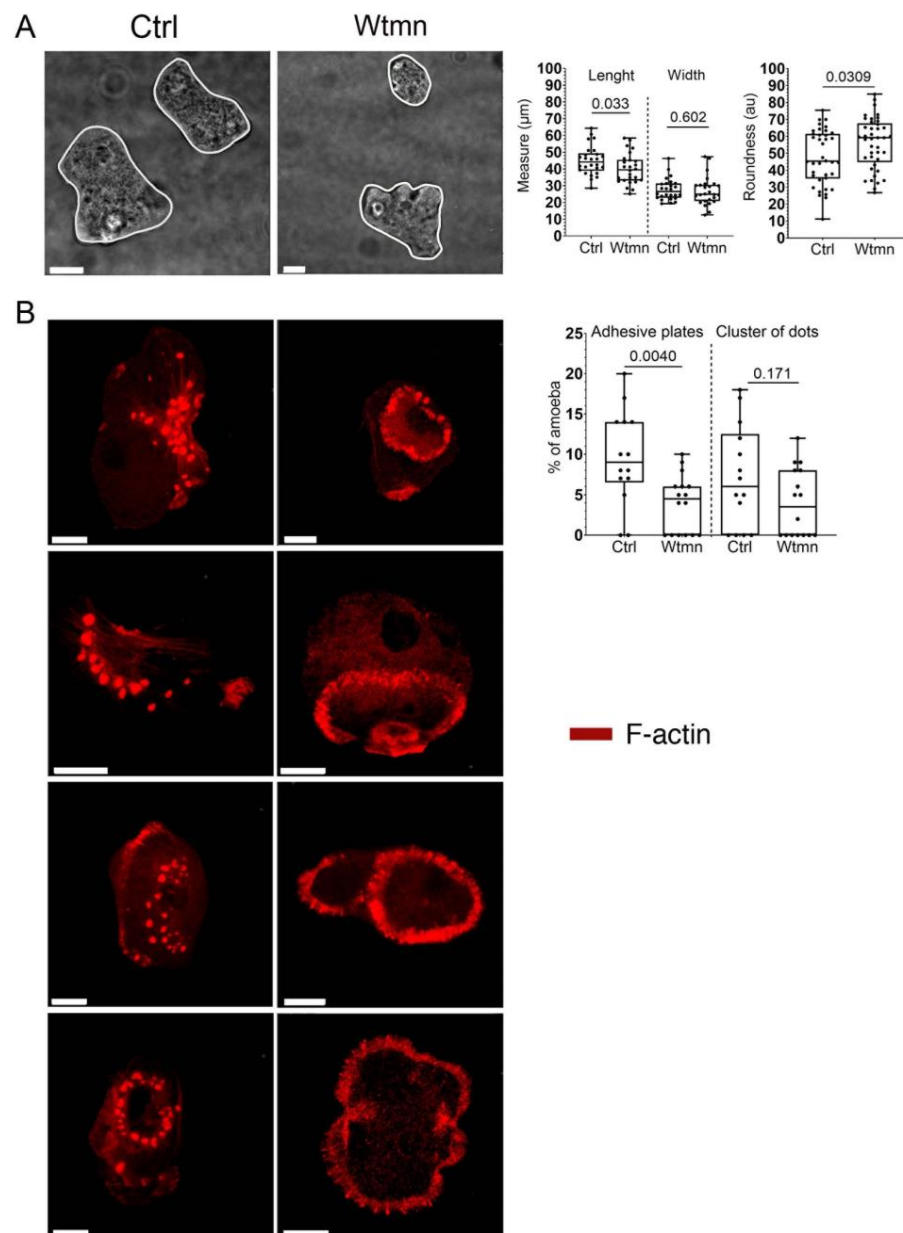 A
Ctrl
Wtmn
Lenght Width
0.033
0.602
Measure (µm)
100
90
80
70
60
50
40
30
20
10
0
Ctrl Wtmn Ctrl Wtmn
0.0309
Roundness (au)
100
90
80
70
60
50
40
30
20
10
0
Ctrl Wtmn
B
Adhesive plates Cluster of dots
0.0040
0.171
% of amoeba
25
20
15
10
5
0
Ctrl Wtmn Ctrl Wtmn
F-actin